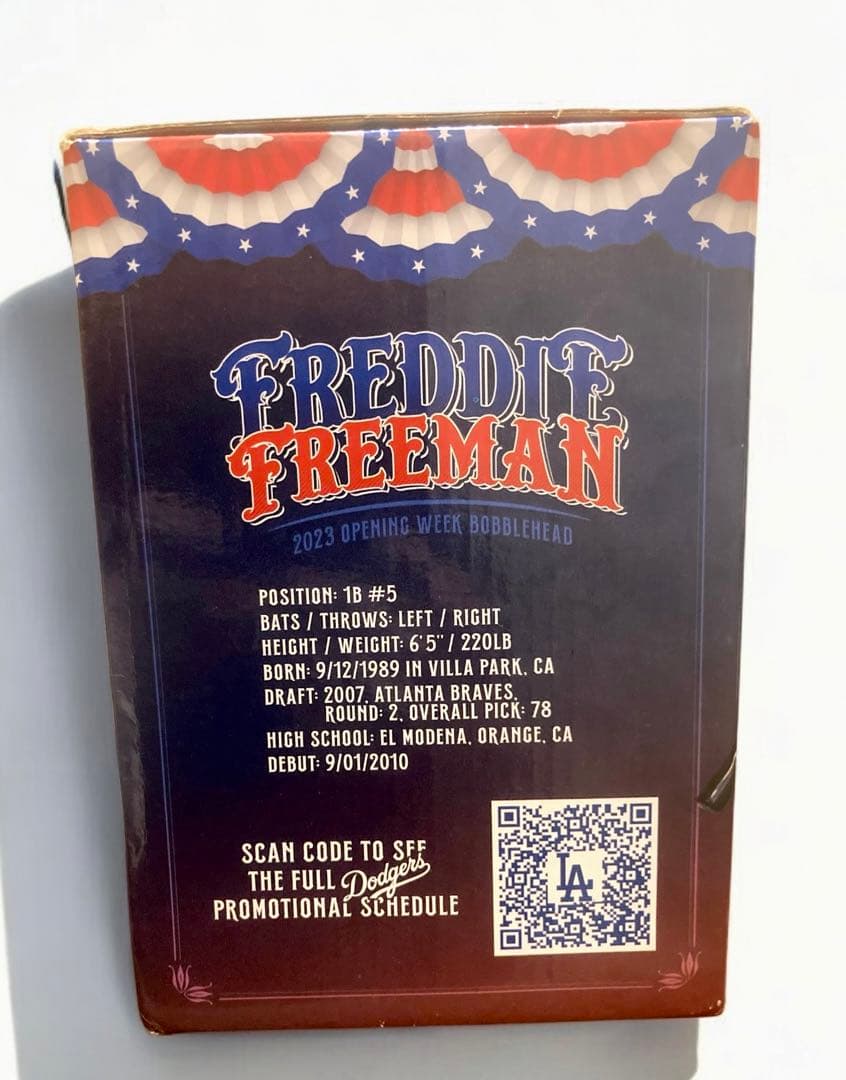 FREDDIE
FREEMAN
2023 OPENING WEEK BOBBLEHEAD
POSITION: 1B #5
BATS / THROWS: LEFT / RIGHT
HEIGHT / WEIGHT: 6'5" / 220LB
BORN: 9/12/1989 IN VILLA PARK, CA
DRAFT: 2007, ATLANTA BRAVES,
ROUND: 2, OVERALL PICK: 78
HIGH SCHOOL: EL MODENA, ORANGE, CA
DEBUT: 9/01/2010
SCAN CODE TO SEE
THE FULL Dodgers
PROMOTIONAL SCHEDULE
LA